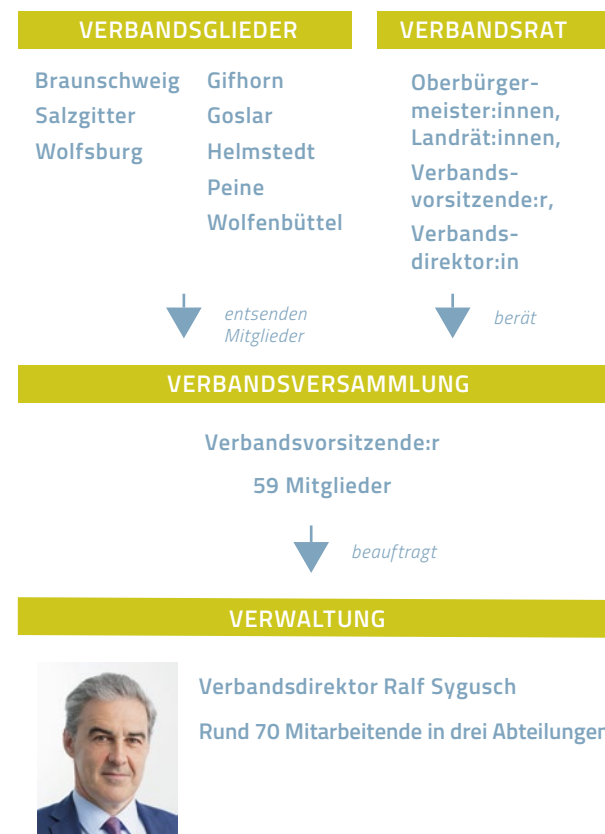 VERBANDSGLIEDER
Braunschweig
Salzgitter
Wolfsburg
Gifhorn
Goslar
Helmstedt
Peine
Wolfenbüttel
VERBANDSRAT
Oberbürger-
meister:innen,
Landrät:innen,
Verbands-
vorsitzende:r,
Verbands-
direktor:in
entsenden
Mitglieder
berät
VERBANDSVERSAMMLUNG
Verbandsvorsitzende:r
59 Mitglieder
beauftragt
VERWALTUNG
Verbandsdirektor Ralf Sygusch
Rund 70 Mitarbeitende in drei Abteilungen